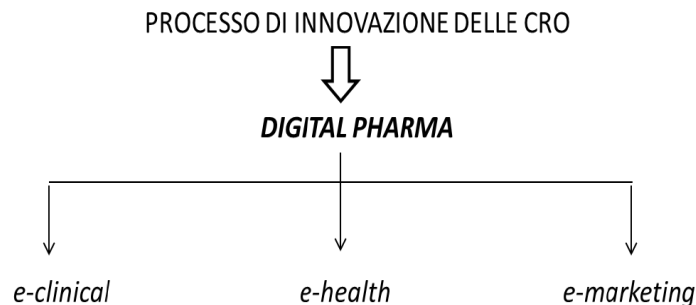 PROCESSO DI INNOVAZIONE DELLE CRO
DIGITAL PHARMA
e-clinical e-health e-marketing